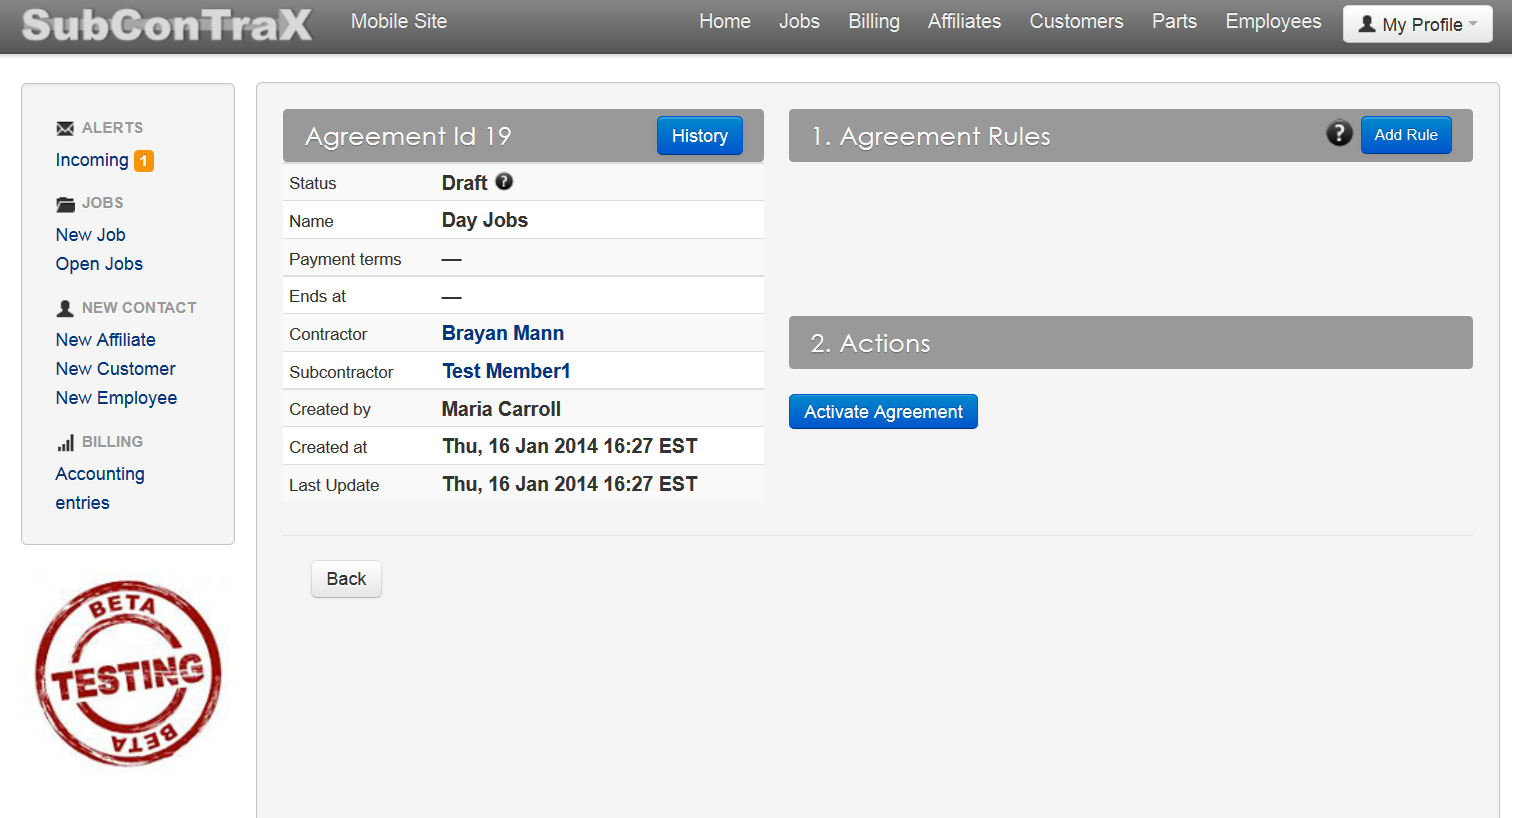 SubConTraX
Mobile Site
Home Jobs Billing Affiliates Customers Parts Employees My Profile
ALERTS
Incoming 1
JOBS
New Job
Open Jobs
NEW CONTACT
New Affiliate
New Customer
New Employee
BILLING
Accounting
entries
BETA
TESTING
BETA
Agreement Id 19 History
Status Draft ?
Name Day Jobs
Payment terms —
Ends at —
Contractor Brayan Mann
Subcontractor Test Member1
Created by Maria Carroll
Created at Thu, 16 Jan 2014 16:27 EST
Last Update Thu, 16 Jan 2014 16:27 EST
1. Agreement Rules ? Add Rule
2. Actions
Activate Agreement
Back